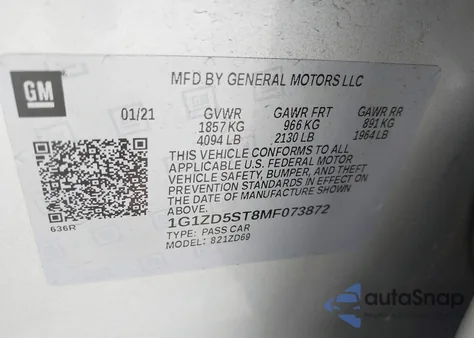 GM
MFD BY GENERAL MOTORS LLC
01/21 GVWR GAWR FRT GAWR RR
1857 KG 966 KG 891 KG
4094 LB 2130 LB 1964 LB
THIS VEHICLE CONFORMS TO ALL
APPLICABLE U.S. FEDERAL MOTOR
VEHICLE SAFETY, BUMPER, AND THEFT
PREVENTION STANDARDS IN EFFECT ON
THE DATE OF MANUFACTURE SHOWN
ABOVE.
1G1ZD5ST8MF073872
TYPE: PASS CAR
MODEL: 821ZD69
636R
autoSnap